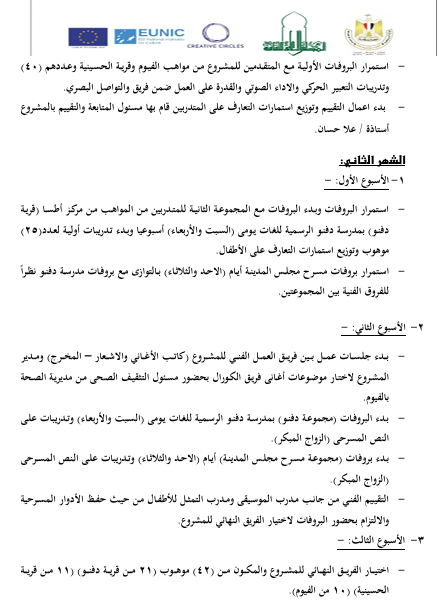 EUNIC
CREATIVE CIRCLES
– استمرار البروفات الأولية مع المتقدمين للمشروع من مواهب الفيوم وقرية الحسينية وعددهم (٤٠)
وتدريبات التعبير الحركي والاداء الصوتي والقدرة على العمل ضمن فريق والتواصل البصري.
– بدء اعمال التقييم وتوزيع استمارات التعارف على المتدربين قام بها مسئول المتابعة والتقييم بالمشروع
أستاذة / علا حسان.
الشهر الثاني:
١-الأسبوع الأول: –
– استمرار البروفات وبدء البروفات مع المجموعة الثانية للمتدربين من المواهب من مركز أطسا (قرية
دفنو) بمدرسة دفنو الرسمية للغات يومى (السبت والأربعاء) أسبوعيا وبدء تدريبات أولية لعدد(٢٥)
موهوب وتوزيع استمارات التعارف على الأطفال.
– استمرار بروفات مسرح مجلس المدينة أيام (الاحد والثلاثاء) بالتوازى مع بروفات مدرسة دفنو نظراً
للفروق الفنية بين المجموعتين.
٢- الأسبوع الثاني: –
– بدء جلسات عمل بين فريق العمل الفني للمشروع (كاتب الأغاني والاشعار – المخرج) ومدير
المشروع لاختار موضوعات أغانى فريق الكورال بحضور مسئول التثقيف الصحى من مديرية الصحة
بالفيوم.
– بدء البروفات (مجموعة دفنو) بمدرسة دفنو الرسمية للغات يومى (السبت والأربعاء) وتدريبات على
النص المسرحى (الزواج المبكر).
– بدء بروفات (مجموعة مسرح مجلس المدينة) أيام (الاحد والثلاثاء) وتدريبات على النص المسرحى
(الزواج المبكر).
– التقييم الفني من جانب مدرب الموسيقى ومدرب التمثل للأطفال من حيث حفظ الأدوار المسرحية
والالتزام بحضور البروفات لاختيار الفريق النهائي للمشروع.
٣- الأسبوع الثالث: –
– اختيار الفريق النهائي للمشروع والمكون من (٤٢) موهوب (٢١ من قرية دفنو) (١١ من قرية
الحسينية) (١٠ من الفيوم).